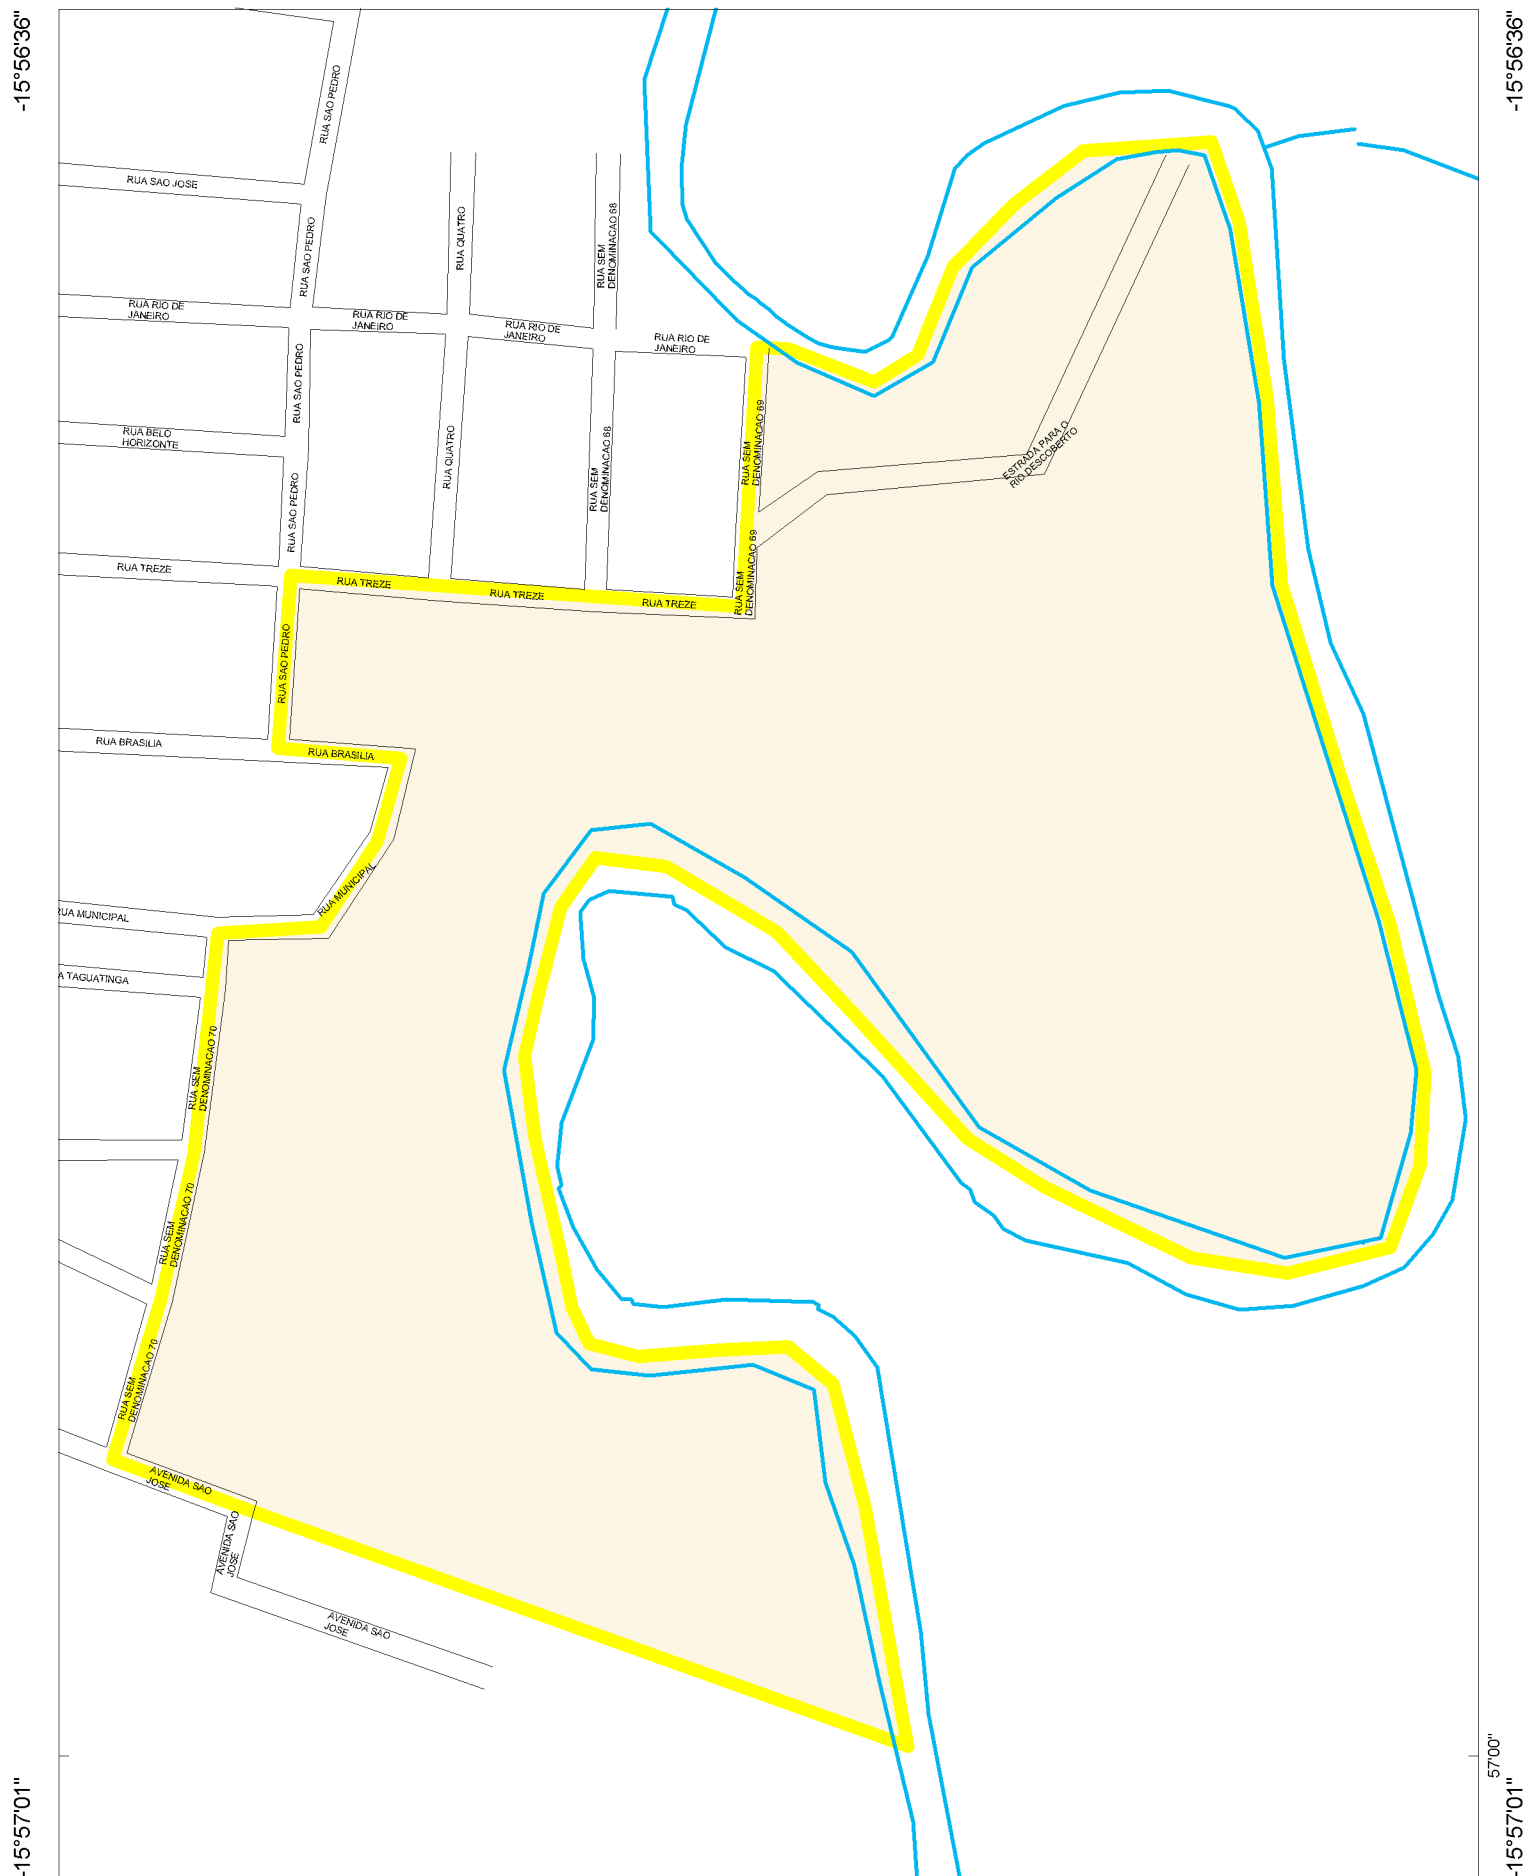 -15°56'36"
-15°56'36"
RUA SAO PEDRO
RUA SAO JOSE
RUA SAO PEDRO
RUA QUATRO
RUA SEM
DENOMINACAO 68
RUA RIO DE
JANEIRO
RUA RIO DE
JANEIRO
RUA RIO DE
JANEIRO
RUA RIO DE
JANEIRO
RUA SAO PEDRO
RUA BELO
HORIZONTE
RUA QUATRO
RUA SEM
DENOMINACAO 68
RUA SEM
DENOMINACAO 69
ESTRADA PARA O
RIO DESCOBERTO
RUA SAO PEDRO
RUA TREZE
RUA TREZE
RUA TREZE
RUA TREZE
RUA SEM
DENOMINACAO 69
RUA SAO PEDRO
RUA BRASILIA
RUA BRASILIA
RUA MUNICIPAL
RUA MUNICIPAL
A TAGUATINGA
RUA SEM
DENOMINACAO 70
RUA SEM
DENOMINACAO 70
RUA SEM
DENOMINACAO 70
AVENIDA SAO
JOSE
AVENIDA SAO
JOSE
AVENIDA SAO
JOSE
57'00"
-15°57'01"
-15°57'01"